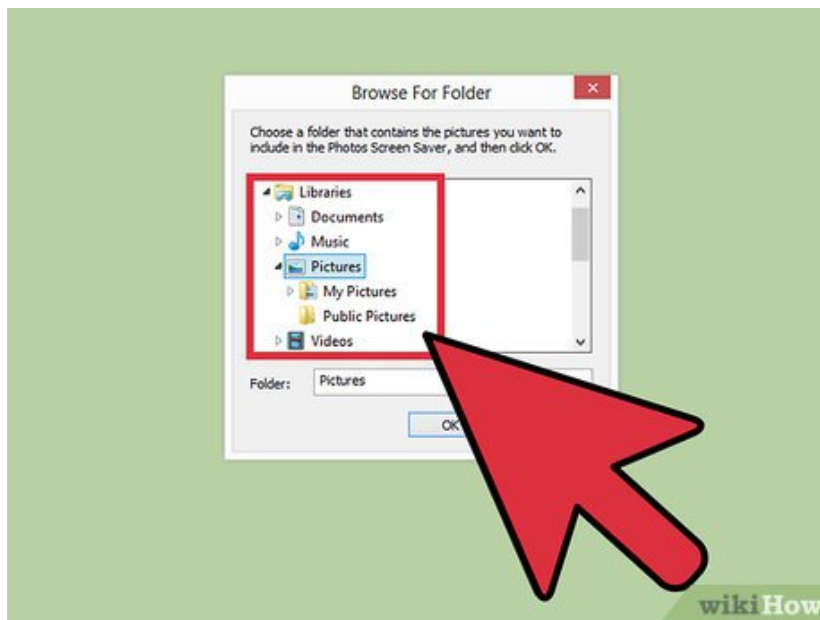 Browse For Folder
Choose a folder that contains the pictures you want to
include in the Photos Screen Saver, and then click OK.
Libraries
Documents
Music
Pictures
My Pictures
Public Pictures
Videos
Folder: Pictures
OK
wikiHow